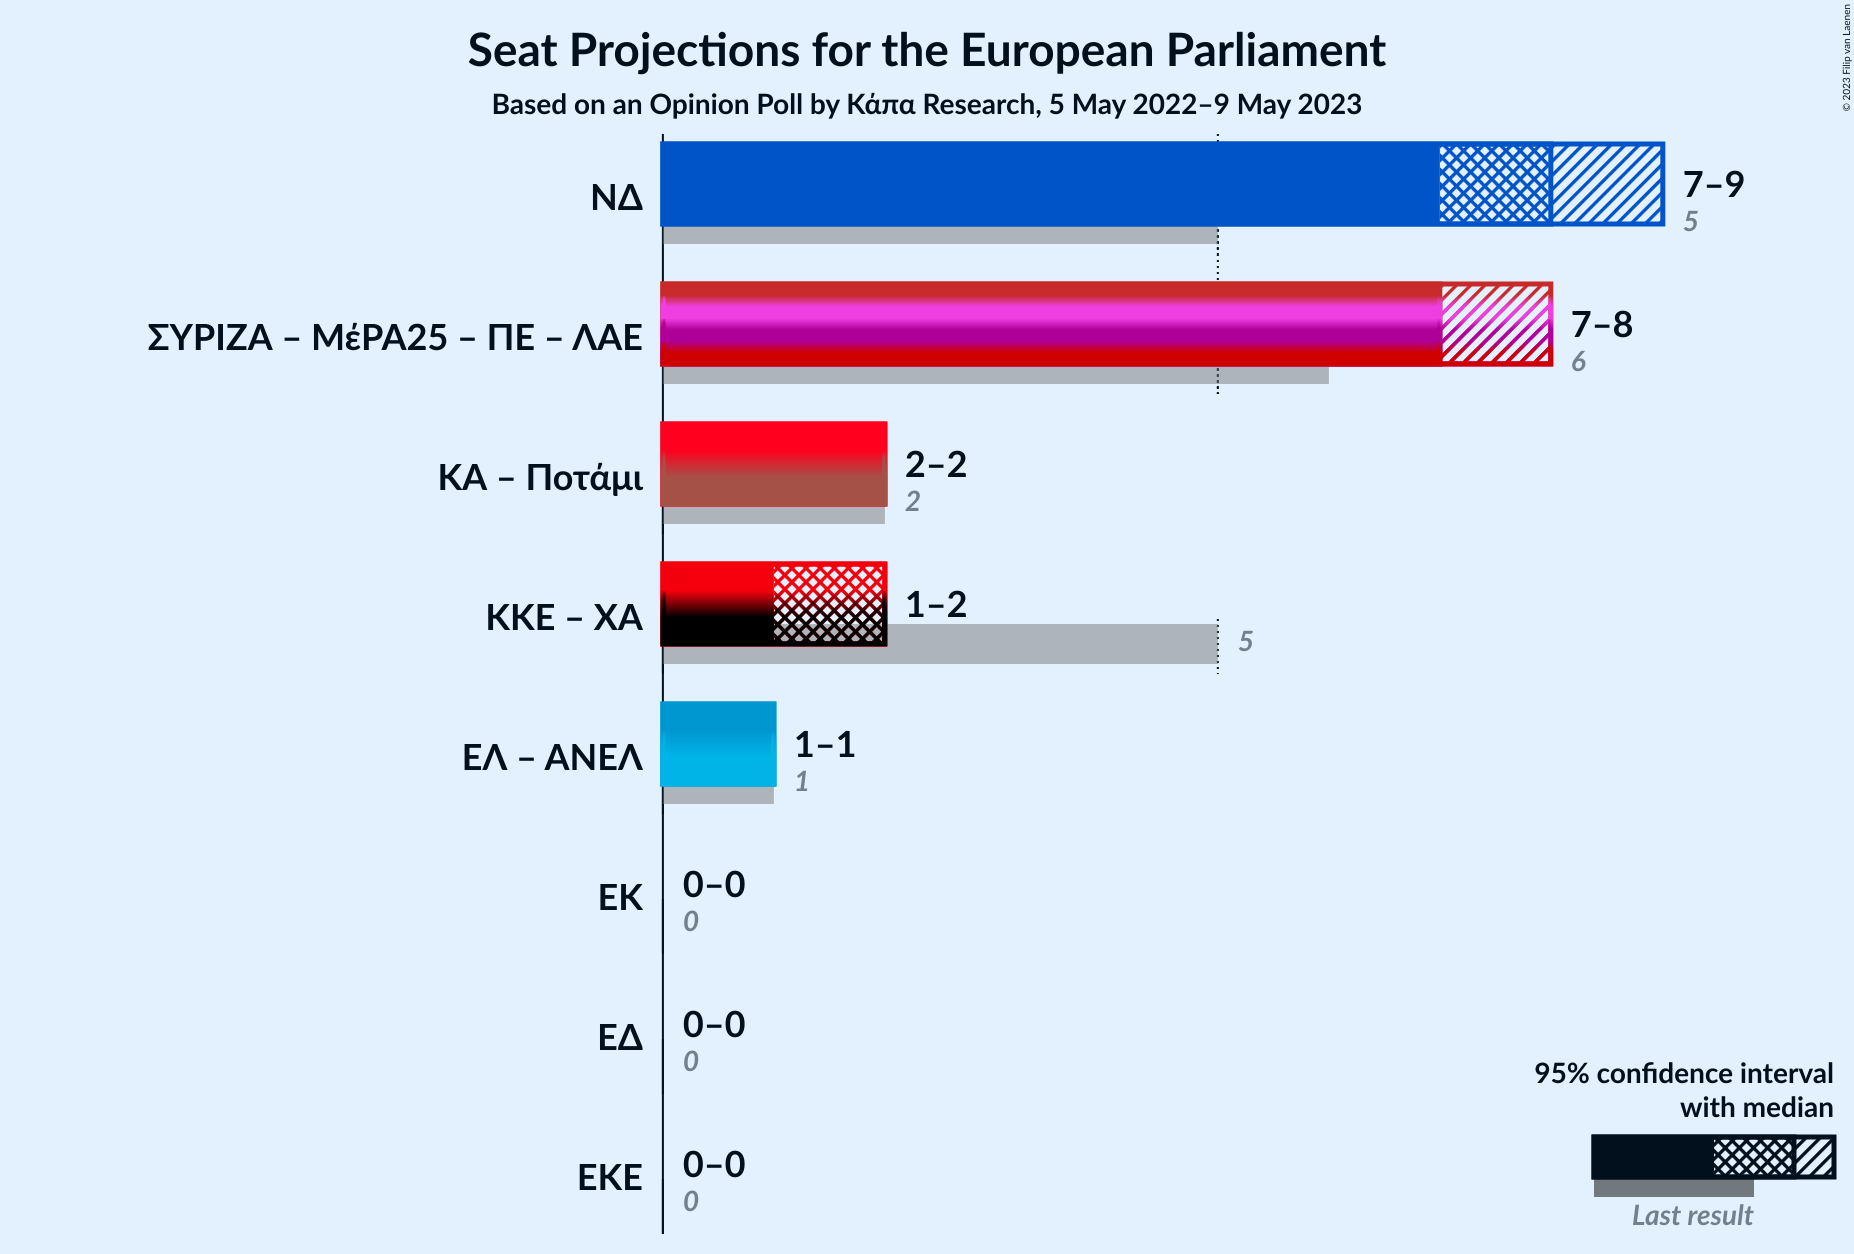 Seat Projections for the European Parliament
Based on an Opinion Poll by Κάπα Research, 5 May 2022–9 May 2023
© 2023 Filip van Laenen
ΝΔ
7–9
5
ΣΥΡΙΖΑ – ΜέΡΑ25 – ΠΕ – ΛΑΕ
7–8
6
ΚΑ – Ποτάμι
2–2
2
ΚΚΕ – ΧΑ
1–2
5
ΕΛ – ΑΝΕΛ
1–1
1
ΕΚ
0–0
0
ΕΔ
0–0
0
ΕΚΕ
0–0
0
95% confidence interval
with median
Last result